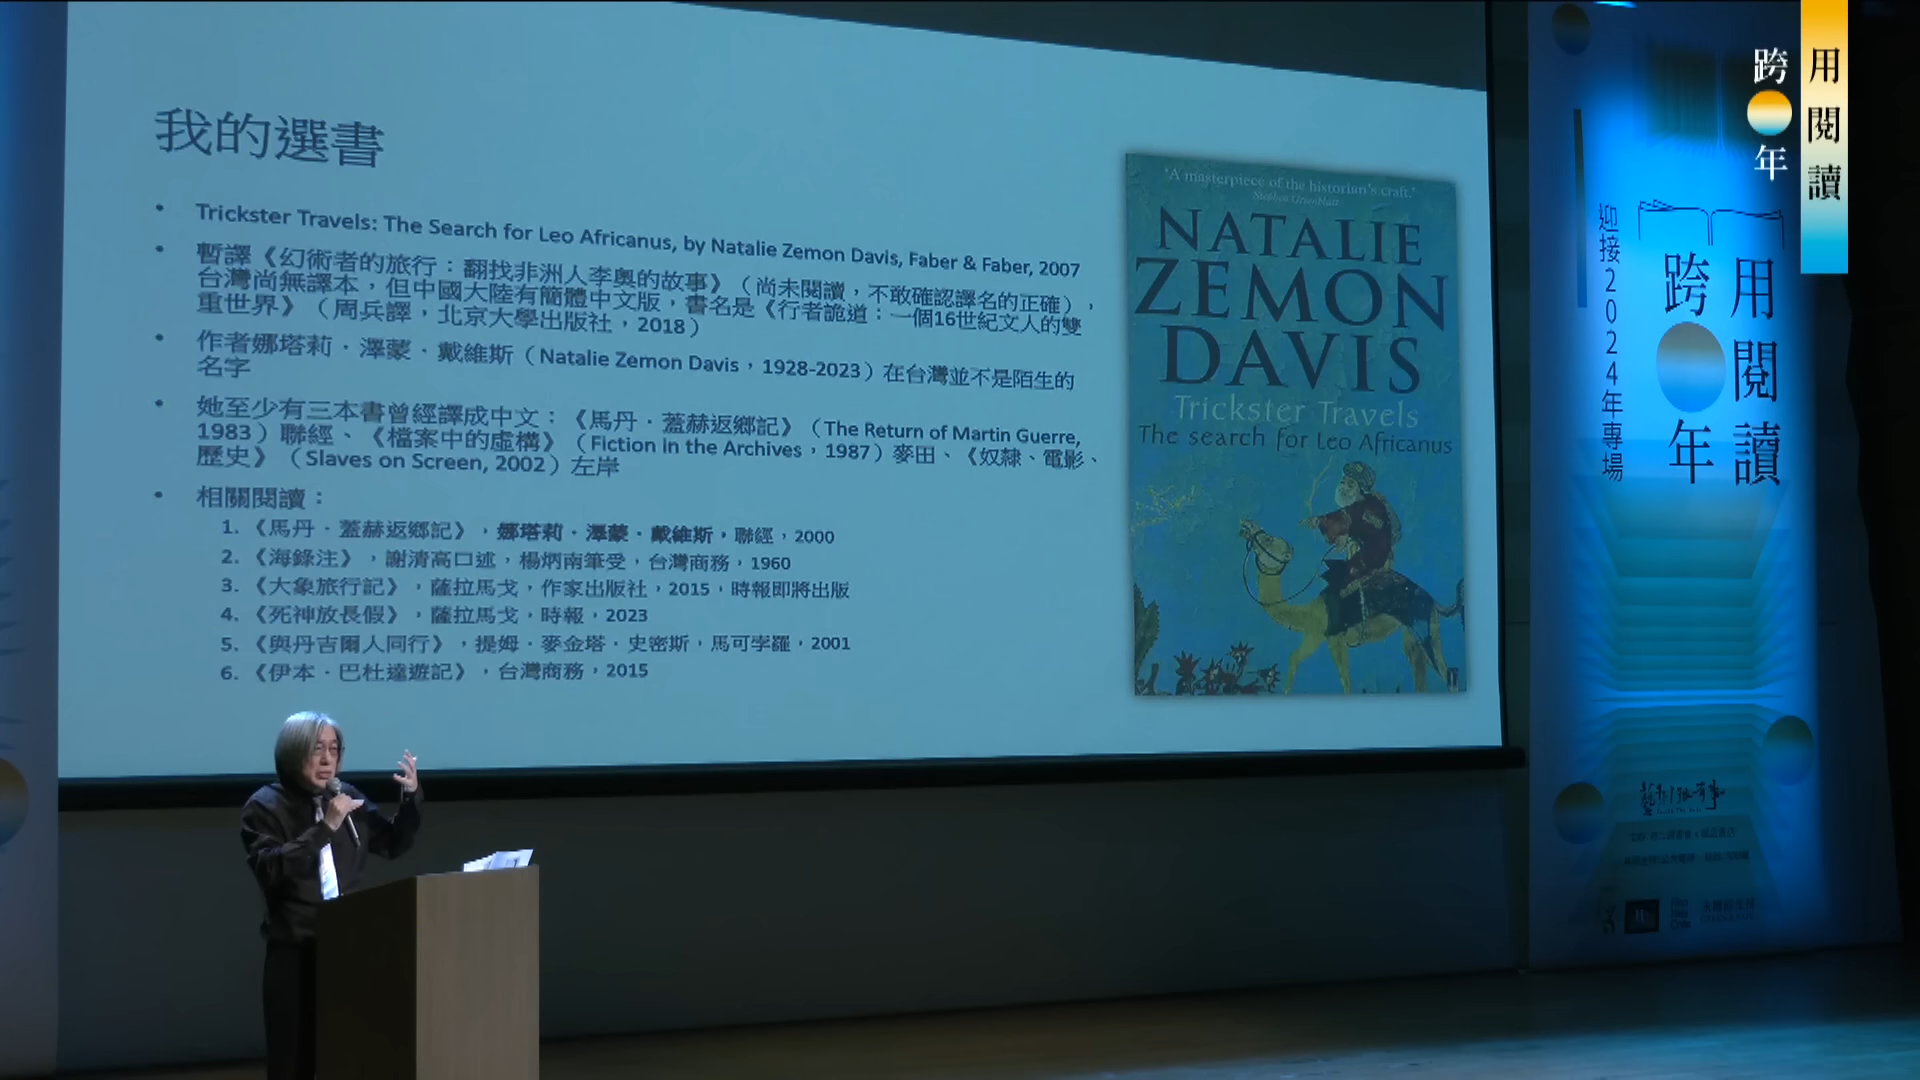 我的選書
• Trickster Travels: The Search for Leo Africanus, by Natalie Zemon Davis, Faber & Faber, 2007
• 暫譯《幻術者的旅行：翻找非洲人李奧的故事》（尚未閱讀，不敢確認譯名的正確），
台灣尚無譯本，但中國大陸有簡體中文版，書名是《行者詭道：一個16世紀文人的雙
重世界》（周兵譯，北京大學出版社，2018）
• 作者娜塔莉．澤蒙．戴維斯（Natalie Zemon Davis，1928-2023）在台灣並不是陌生的
名字
• 她至少有三本書曾經譯成中文：《馬丹．蓋赫返鄉記》（The Return of Martin Guerre,
1983）聯經、《檔案中的虛構》（Fiction in the Archives，1987）麥田、《奴隸、電影、
歷史》（Slaves on Screen, 2002）左岸
• 相關閱讀：
1. 《馬丹．蓋赫返鄉記》，娜塔莉．澤蒙．戴維斯，聯經，2000
2. 《海錄注》，謝清高口述，楊炳南筆受，台灣商務，1960
3. 《大象旅行記》，薩拉馬戈，作家出版社，2015，時報即將出版
4. 《死神放長假》，薩拉馬戈，時報，2023
5. 《與丹吉爾人同行》，提姆．麥金塔．史密斯，馬可孛羅，2001
6. 《伊本．巴杜達遊記》，台灣商務，2015
'A masterpiece of the historian's craft.'
Stephen Greenblatt
NATALIE
ZEMON
DAVIS
Trickster Travels
The search for Leo Africanus
用閱讀
跨年
用閱讀
跨年
迎接2024年專場